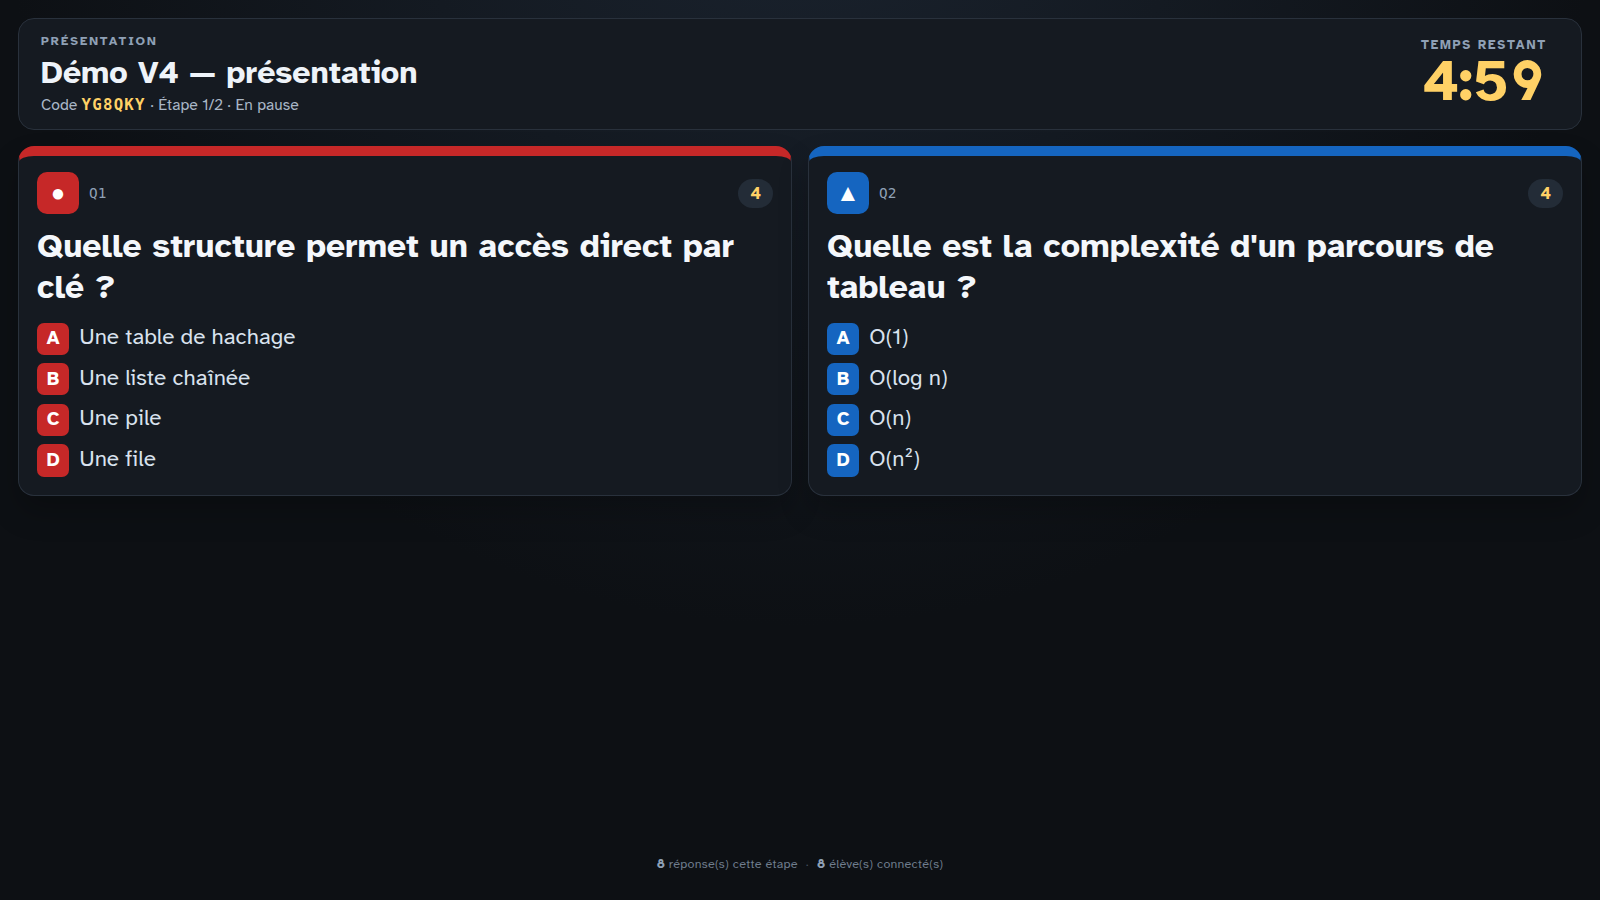 PRÉSENTATION
Démo V4 — présentation
Code YG8QKY · Étape 1/2 · En pause
TEMPS RESTANT
4:59
Q1
4
Quelle structure permet un accès direct par
clé ?
A Une table de hachage
B Une liste chaînée
C Une pile
D Une file
Q2
4
Quelle est la complexité d'un parcours de
tableau ?
A O(1)
B O(log n)
C O(n)
D O(n²)
8 réponse(s) cette étape · 8 élève(s) connecté(s)